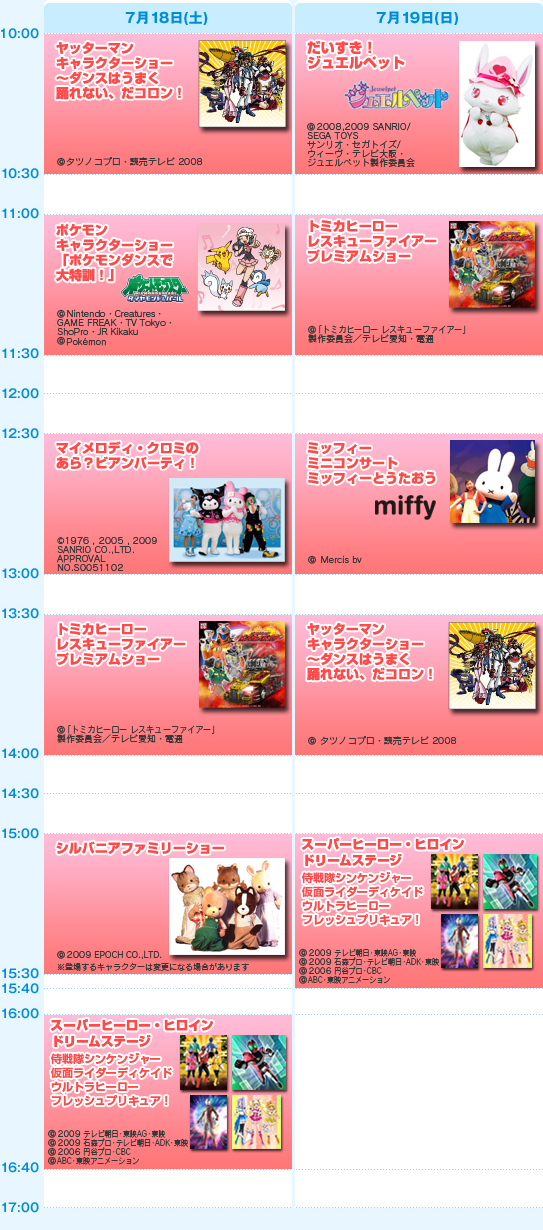 7月18日(土)
7月19日(日)
10:00
ヤッターマン
キャラクターショー
～ダンスはうまく
踊れない、だコロン！
©タツノコプロ・読売テレビ 2008
だいすき！
ジュエルペット
Jewelpet
ジュエルペット
©2008,2009 SANRIO/
SEGA TOYS
サンリオ・セガトイズ/
ウィーヴ・テレビ大阪・
ジュエルペット製作委員会
10:30
11:00
ポケモン
キャラクターショー
「ポケモンダンスで
大特訓！」
ポケットモンスター
ダイヤモンド&パール
©Nintendo・Creatures・
GAME FREAK・TV Tokyo・
ShoPro・JR Kikaku
©Pokémon
トミカヒーロー
レスキューファイアー
プレミアムショー
©「トミカヒーロー レスキューファイアー」
製作委員会／テレビ愛知・電通
11:30
12:00
12:30
マイメロディ・クロミの
あら？ビアンパーティ！
©1976 , 2005 , 2009
SANRIO CO.,LTD.
APPROVAL
NO.S0051102
ミッフィー
ミニコンサート
ミッフィーとうたおう
miffy
© Mercis bv
13:00
13:30
トミカヒーロー
レスキューファイアー
プレミアムショー
©「トミカヒーロー レスキューファイアー」
製作委員会／テレビ愛知・電通
ヤッターマン
キャラクターショー
～ダンスはうまく
踊れない、だコロン！
© タツノコプロ・読売テレビ 2008
14:00
14:30
15:00
シルバニアファミリーショー
©2009 EPOCH CO.,LTD.
※登場するキャラクターは変更になる場合があります
スーパーヒーロー・ヒロイン
ドリームステージ
侍戦隊シンケンジャー
仮面ライダーディケイド
ウルトラヒーロー
フレッシュプリキュア！
©2009 テレビ朝日・東映AG・東映
©2009 石森プロ・テレビ朝日・ADK・東映
©2006 円谷プロ・CBC
©ABC・東映アニメーション
15:30
15:40
16:00
スーパーヒーロー・ヒロイン
ドリームステージ
侍戦隊シンケンジャー
仮面ライダーディケイド
ウルトラヒーロー
フレッシュプリキュア！
©2009 テレビ朝日・東映AG・東映
©2009 石森プロ・テレビ朝日・ADK・東映
©2006 円谷プロ・CBC
©ABC・東映アニメーション
16:40
17:00